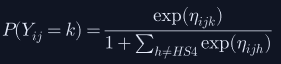 P(Y_{ij} = k) = \frac{\exp(\eta_{ijk})}{1 + \sum_{h \neq HS4} \exp(\eta_{ijh})}